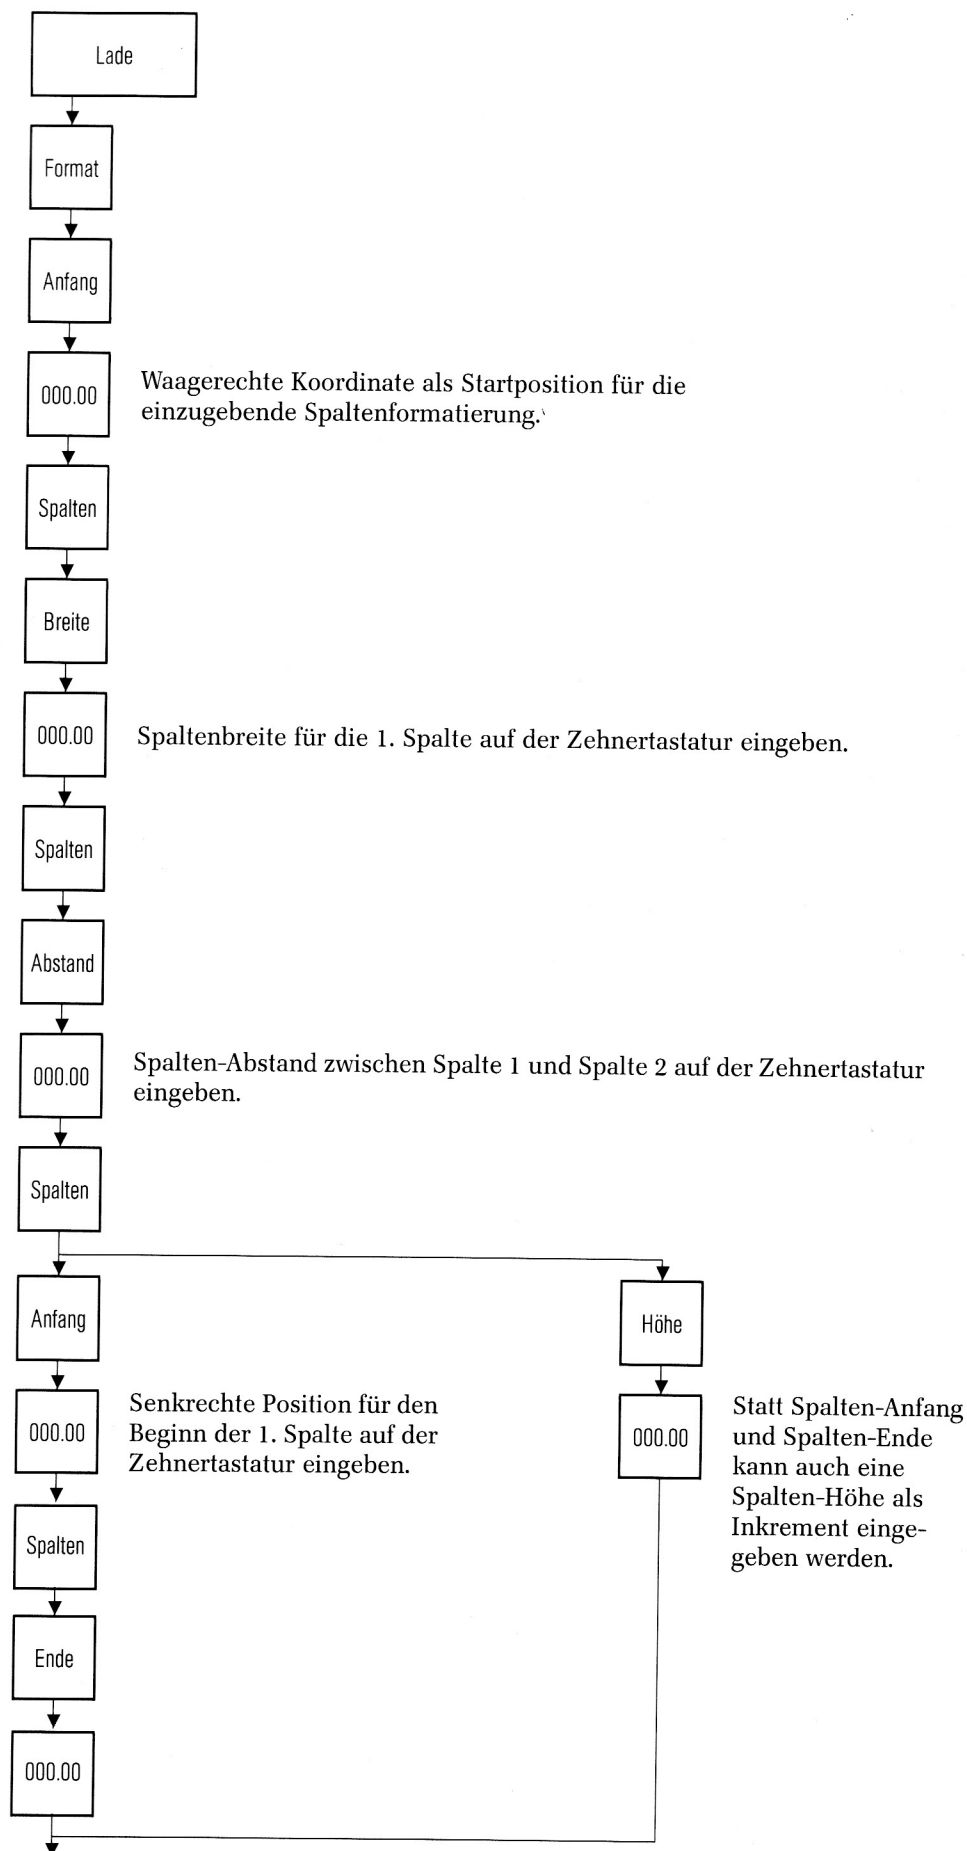 Lade
Format
Anfang
000.00
Waagerechte Koordinate als Startposition für die
einzugebende Spaltenformatierung.
Spalten
Breite
000.00
Spaltenbreite für die 1. Spalte auf der Zehnertastatur eingeben.
Spalten
Abstand
000.00
Spalten-Abstand zwischen Spalte 1 und Spalte 2 auf der Zehnertastatur
eingeben.
Spalten
Anfang
000.00
Senkrechte Position für den
Beginn der 1. Spalte auf der
Zehnertastatur eingeben.
Spalten
Ende
000.00
Höhe
000.00
Statt Spalten-Anfang
und Spalten-Ende
kann auch eine
Spalten-Höhe als
Inkrement einge-
geben werden.